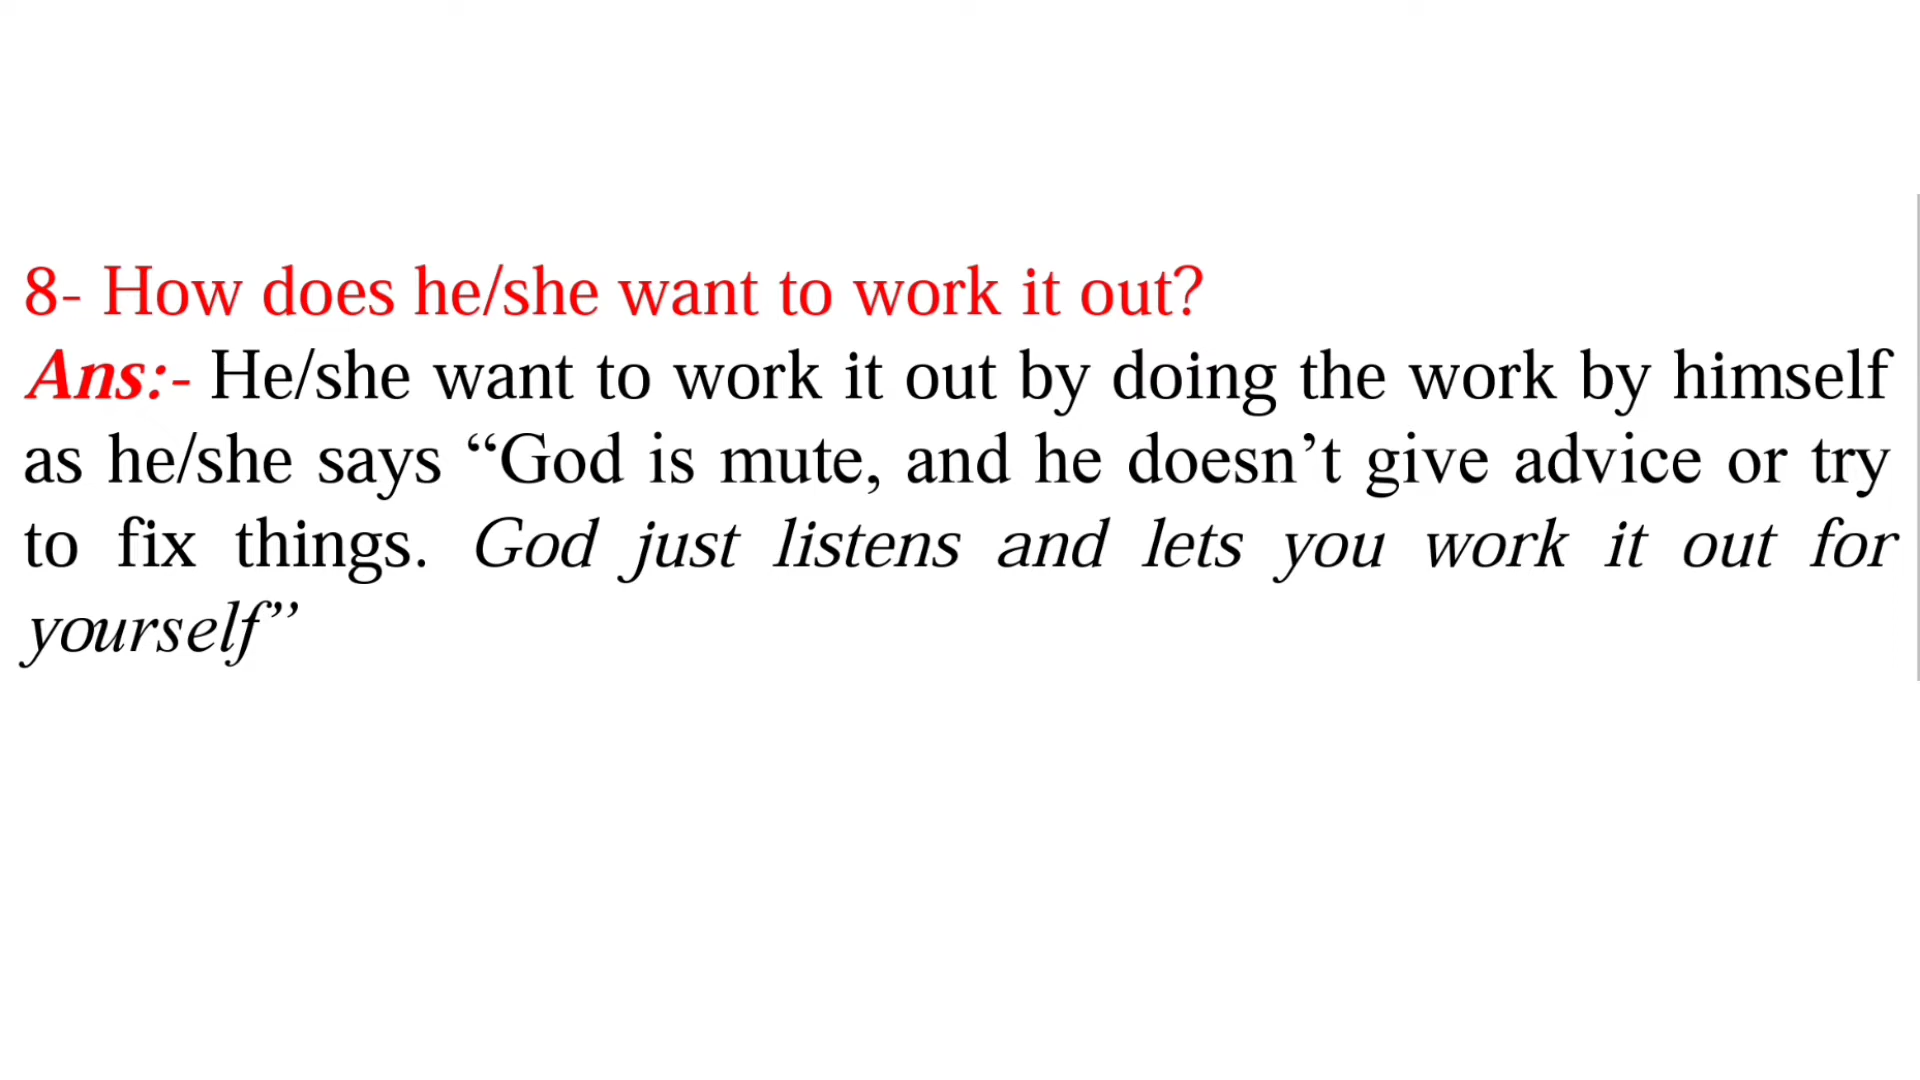 8- How does he/she want to work it out?
Ans:- He/she want to work it out by doing the work by himself
as he/she says “God is mute, and he doesn’t give advice or try
to fix things. God just listens and lets you work it out for
yourself”